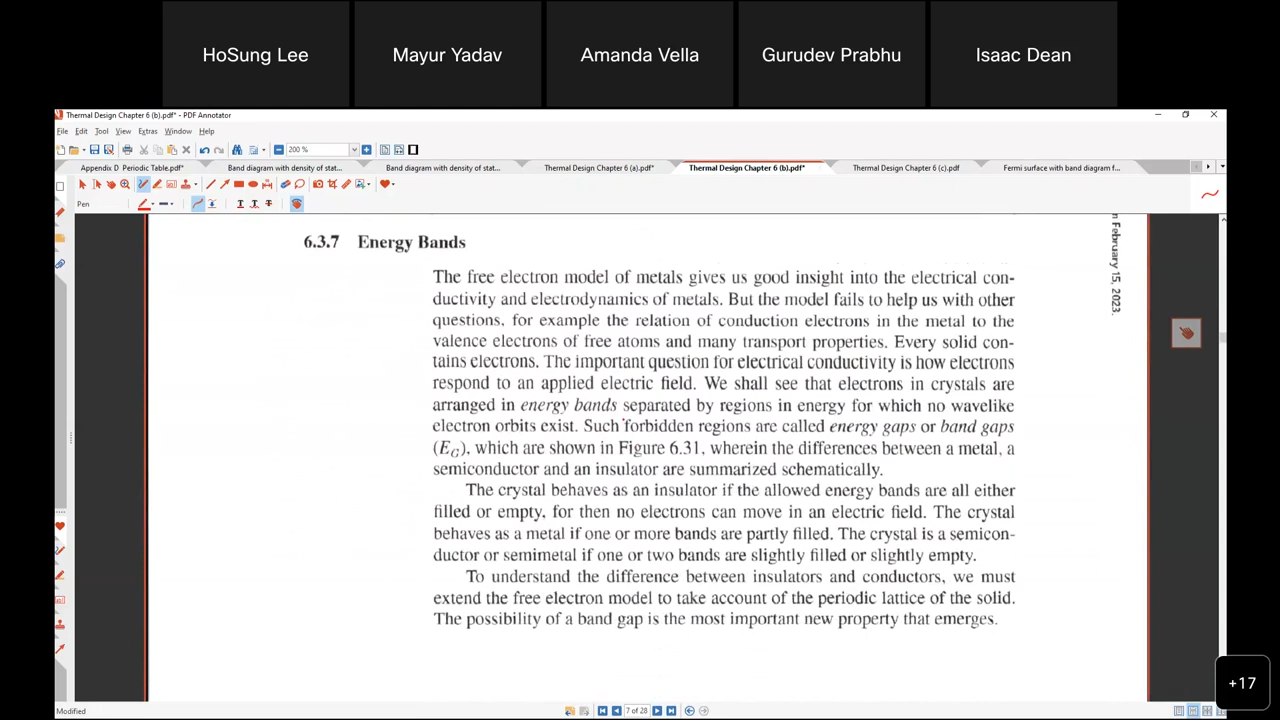 HoSung Lee
Mayur Yadav
Amanda Vella
Gurudev Prabhu
Isaac Dean
Thermal Design Chapter 6 (b).pdf* - PDF Annotator
File Edit Tool View Extras Window Help
200 %
Appendix D Periodic Table.pdf*
Band diagram with density of stat...
Band diagram with density of stat...
Thermal Design Chapter 6 (a).pdf*
Thermal Design Chapter 6 (b).pdf*
Thermal Design Chapter 6 (c).pdf
Fermi surface with band diagram f...
Pen
6.3.7 Energy Bands
The free electron model of metals gives us good insight into the electrical con-
ductivity and electrodynamics of metals. But the model fails to help us with other
questions, for example the relation of conduction electrons in the metal to the
valence electrons of free atoms and many transport properties. Every solid con-
tains electrons. The important question for electrical conductivity is how electrons
respond to an applied electric field. We shall see that electrons in crystals are
arranged in energy bands separated by regions in energy for which no wavelike
electron orbits exist. Such forbidden regions are called energy gaps or band gaps
(E_G), which are shown in Figure 6.31, wherein the differences between a metal, a
semiconductor and an insulator are summarized schematically.
The crystal behaves as an insulator if the allowed energy bands are all either
filled or empty, for then no electrons can move in an electric field. The crystal
behaves as a metal if one or more bands are partly filled. The crystal is a semicon-
ductor or semimetal if one or two bands are slightly filled or slightly empty.
To understand the difference between insulators and conductors, we must
extend the free electron model to take account of the periodic lattice of the solid.
The possibility of a band gap is the most important new property that emerges.
February 15, 2023.
+17
Modified
7 of 28